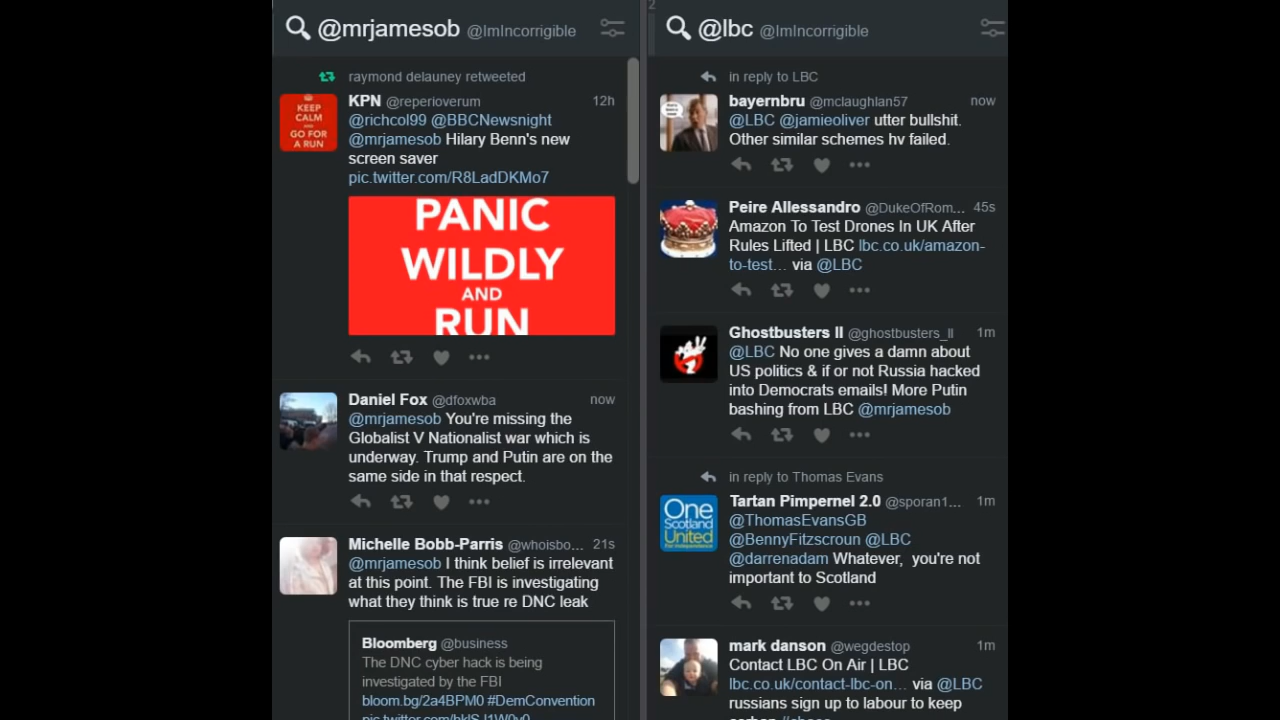 @mrjamesob @ImIncorrigible
raymond delauney retweeted
KEEP
CALM
AND
GO FOR
A RUN
KPN @reperioverum 12h
@richcol99 @BBCNewsnight
@mrjamesob Hilary Benn's new
screen saver
pic.twitter.com/R8LadDKMo7
PANIC
WILDLY
AND
RUN
Daniel Fox @dfoxwba now
@mrjamesob You're missing the
Globalist V Nationalist war which is
underway. Trump and Putin are on the
same side in that respect.
Michelle Bobb-Parris @whoisbo... 21s
@mrjamesob I think belief is irrelevant
at this point. The FBI is investigating
what they think is true re DNC leak
Bloomberg @business
The DNC cyber hack is being
investigated by the FBI
bloom.bg/2a4BPM0 #DemConvention
2
@lbc @ImIncorrigible
in reply to LBC
bayernbru @mclaughlan57 now
@LBC @jamieoliver utter bullshit.
Other similar schemes hv failed.
Peire Allessandro @DukeOfRom... 45s
Amazon To Test Drones In UK After
Rules Lifted | LBC lbc.co.uk/amazon-
to-test... via @LBC
Ghostbusters II @ghostbusters_II 1m
@LBC No one gives a damn about
US politics & if or not Russia hacked
into Democrats emails! More Putin
bashing from LBC @mrjamesob
in reply to Thomas Evans
One
Scotland
United
For Independence
Tartan Pimpernel 2.0 @sporan1... 1m
@ThomasEvansGB
@BennyFitzscroun @LBC
@darrenadam Whatever, you're not
important to Scotland
mark danson @wegdestop 1m
Contact LBC On Air | LBC
lbc.co.uk/contact-lbc-on... via @LBC
russians sign up to labour to keep